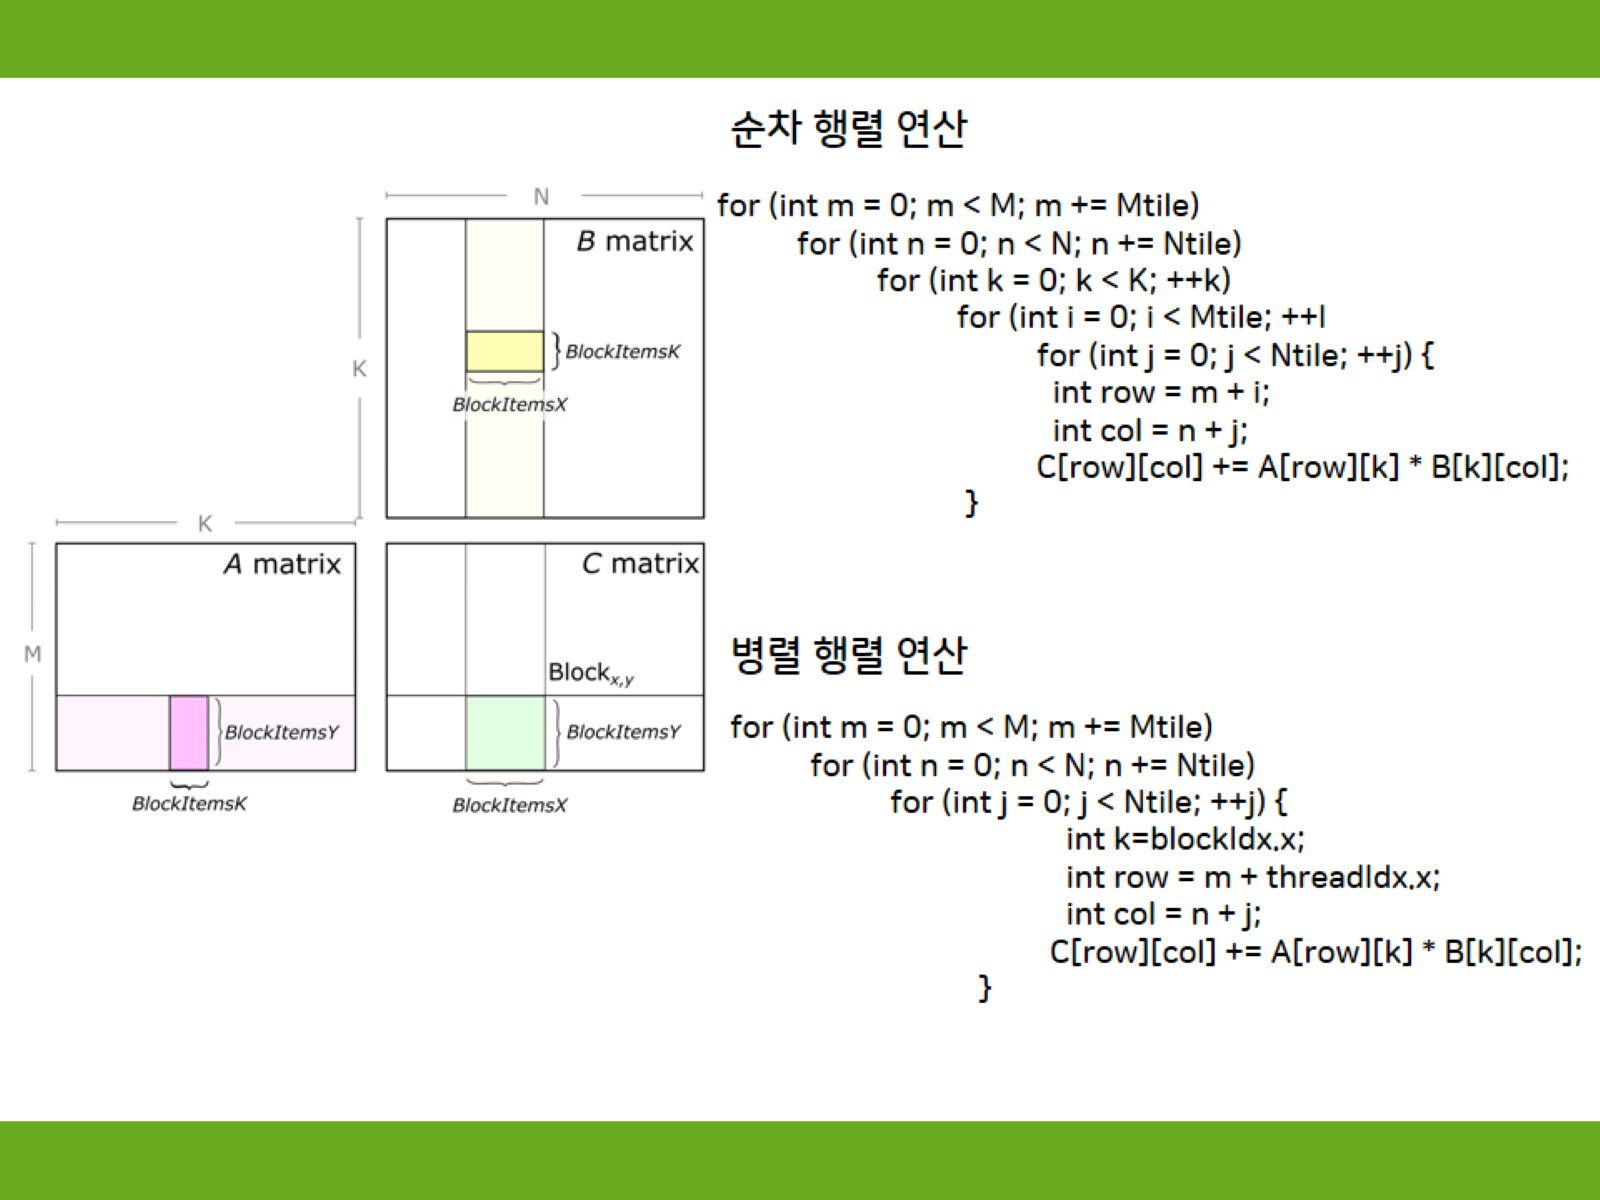 순차 행렬 연산
for (int m = 0; m < M; m += Mtile)
for (int n = 0; n < N; n += Ntile)
for (int k = 0; k < K; ++k)
for (int i = 0; i < Mtile; ++I
for (int j = 0; j < Ntile; ++j) {
int row = m + i;
int col = n + j;
C[row][col] += A[row][k] * B[k][col];
}
N
K
B matrix
BlockItemsK
BlockItemsX
K
M
A matrix
BlockItemsY
BlockItemsK
C matrix
Blockx,y
BlockItemsY
BlockItemsX
병렬 행렬 연산
for (int m = 0; m < M; m += Mtile)
for (int n = 0; n < N; n += Ntile)
for (int j = 0; j < Ntile; ++j) {
int k=blockIdx.x;
int row = m + threadIdx.x;
int col = n + j;
C[row][col] += A[row][k] * B[k][col];
}